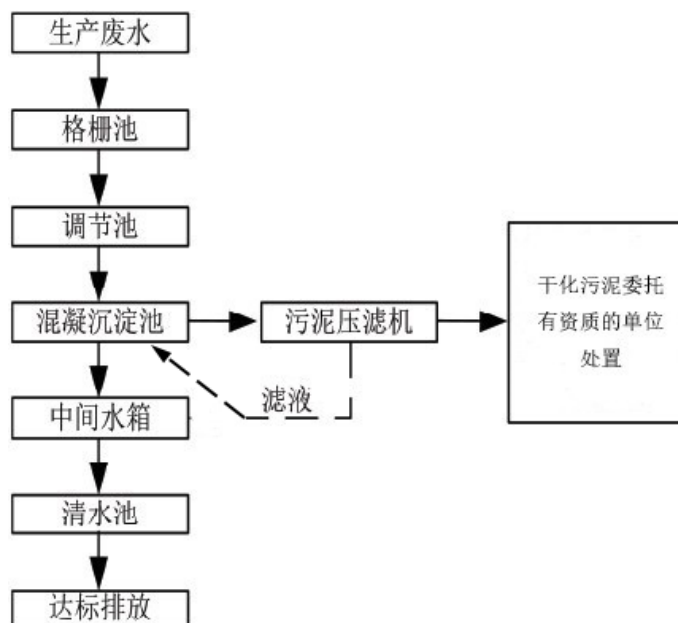 生产废水
格栅池
调节池
混凝沉淀池
污泥压滤机
干化污泥委托
有资质的单位
处置
滤液
中间水箱
清水池
达标排放